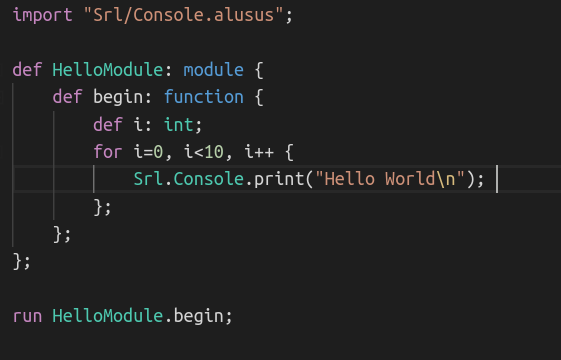 import "Srl/Console.alusus";
def HelloModule: module {
def begin: function {
def i: int;
for i=0, i<10, i++ {
Srl.Console.print("Hello World\n");
};
};
};
run HelloModule.begin;